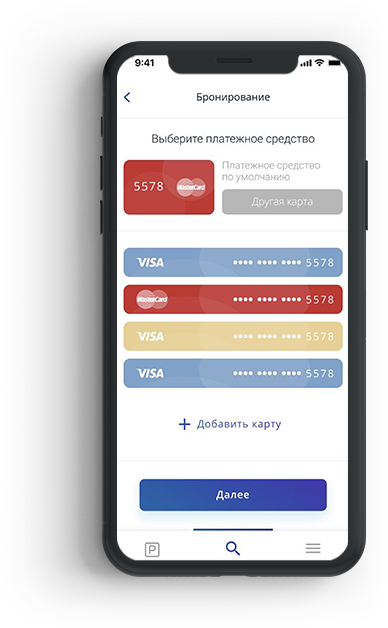 9:41
Бронирование
Выберите платежное средство
5578 MasterCard
Платежное средство
по умолчанию
Другая карта
VISA •••• •••• •••• 5578
MasterCard •••• •••• •••• 5578
VISA •••• •••• •••• 5578
VISA •••• •••• •••• 5578
+ Добавить карту
Далее
P